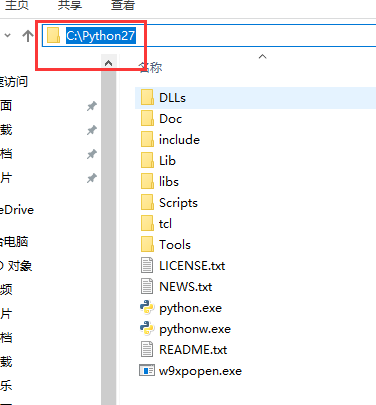 主页 共享 查看
C:\Python27
速访问
名称
面
DLLs
载
Doc
档
include
片
Lib
libs
eDrive
Scripts
台电脑
tcl
D 对象
Tools
频
LICENSE.txt
片
NEWS.txt
档
python.exe
载
pythonw.exe
乐
README.txt
w9xpopen.exe